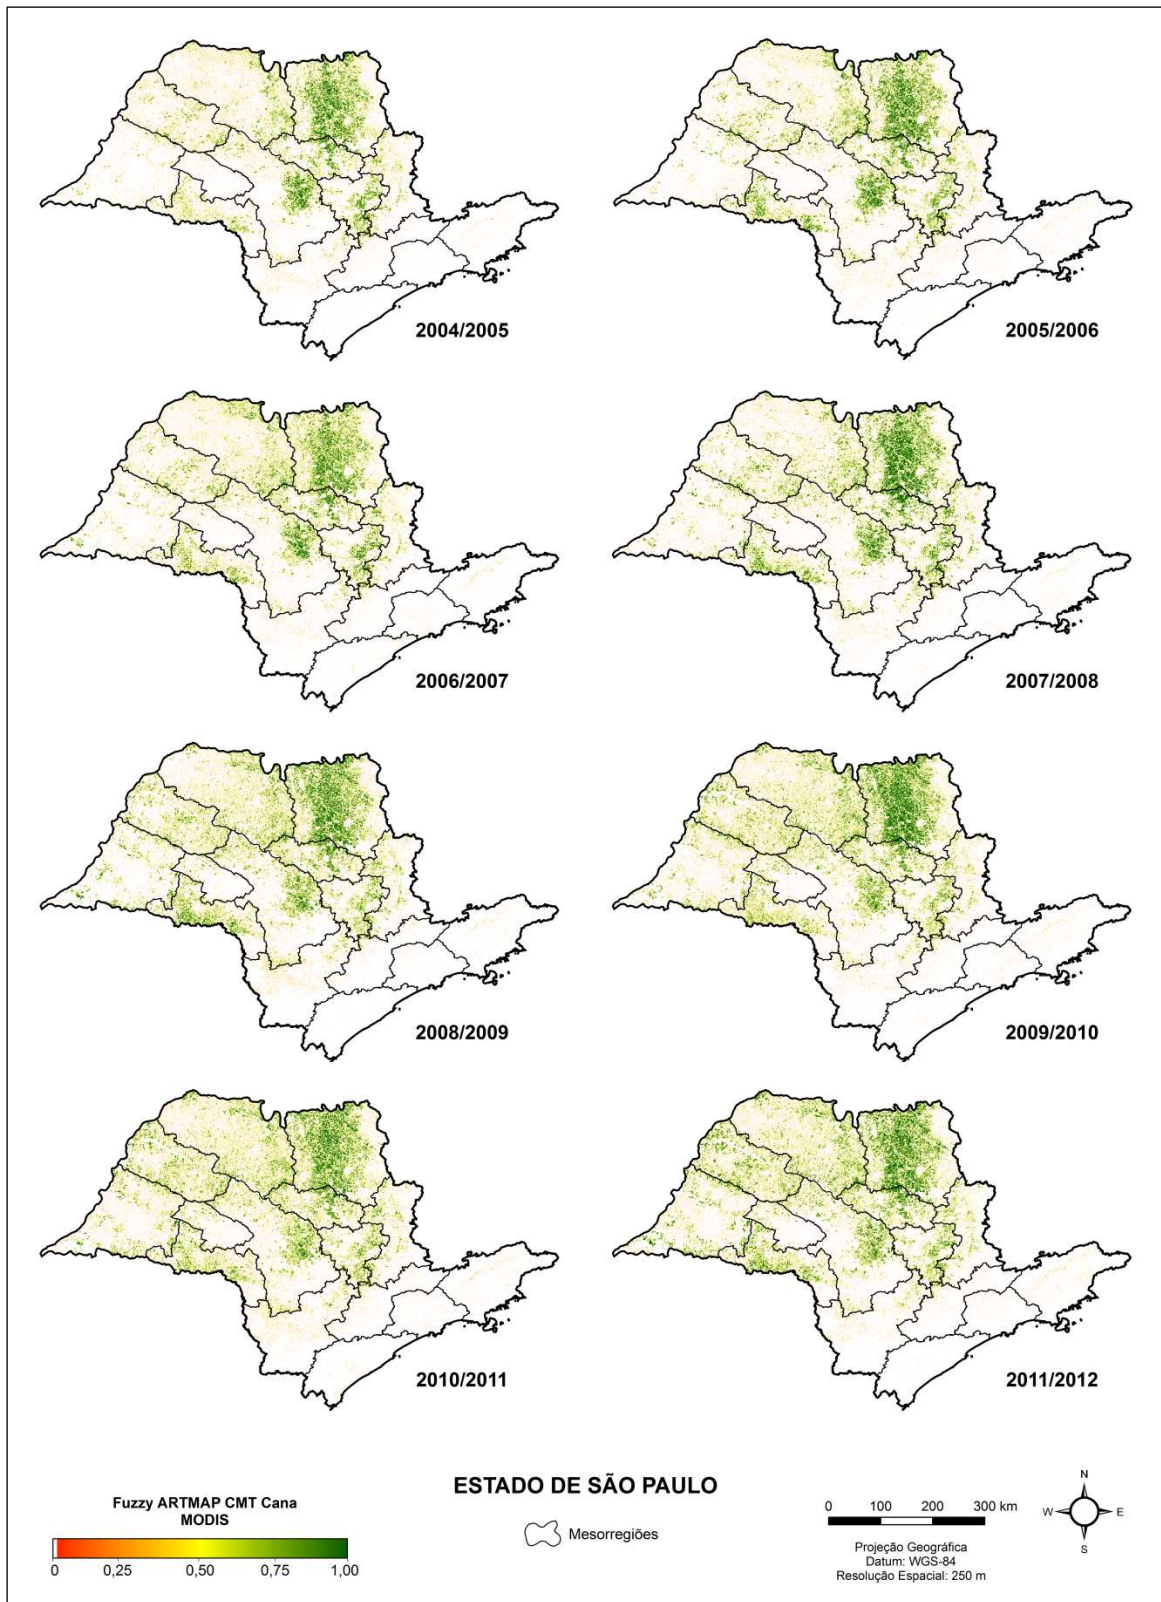 2004/2005
2005/2006
2006/2007
2007/2008
2008/2009
2009/2010
2010/2011
2011/2012
ESTADO DE SÃO PAULO
Mesorregiões
Fuzzy ARTMAP CMT Cana
MODIS
0 0,25 0,50 0,75 1,00
0 100 200 300 km
Projeção Geográfica
Datum: WGS-84
Resolução Espacial: 250 m
N
W E
S